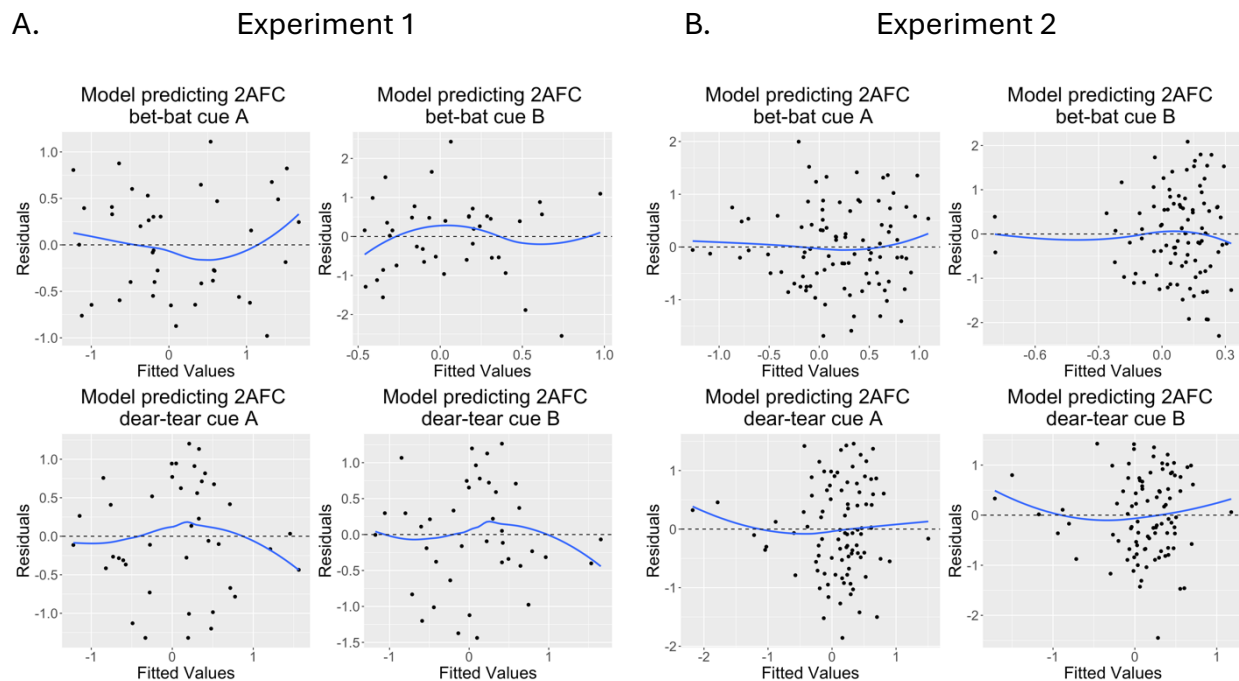 A.
Experiment 1
B.
Experiment 2
Model predicting 2AFC
bet-bat cue A
Residuals
1.0
0.5
0.0
-0.5
-1.0
-1
0
1
Fitted Values
Model predicting 2AFC
bet-bat cue B
Residuals
2
1
0
-1
-2
-0.5
0.0
0.5
1.0
Fitted Values
Model predicting 2AFC
bet-bat cue A
Residuals
2
1
0
-1
-1.0
-0.5
0.0
0.5
1.0
Fitted Values
Model predicting 2AFC
bet-bat cue B
Residuals
2
1
0
-1
-2
-0.6
-0.3
0.0
0.3
Fitted Values
Model predicting 2AFC
dear-tear cue A
Residuals
1.0
0.5
0.0
-0.5
-1.0
-1
0
1
Fitted Values
Model predicting 2AFC
dear-tear cue B
Residuals
1.0
0.5
0.0
-0.5
-1.0
-1.5
-1
0
1
Fitted Values
Model predicting 2AFC
dear-tear cue A
Residuals
1
0
-1
-2
-2
-1
0
1
Fitted Values
Model predicting 2AFC
dear-tear cue B
Residuals
1
0
-1
-2
-1
0
1
Fitted Values